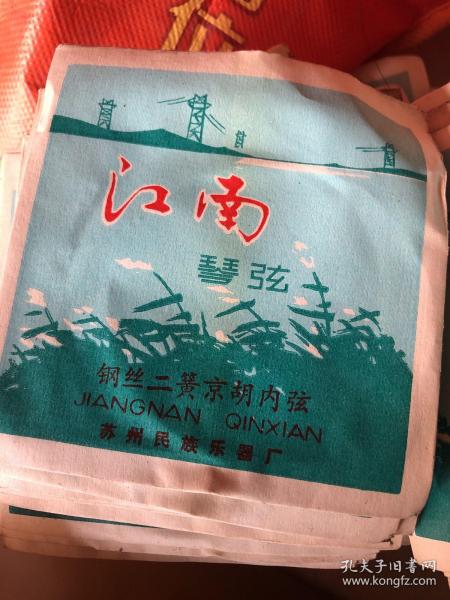 江南
琴弦
钢丝二簧京胡内弦
JIANGNAN QINXIAN
苏州民族乐器厂
孔夫子旧书网
www.kongfz.com